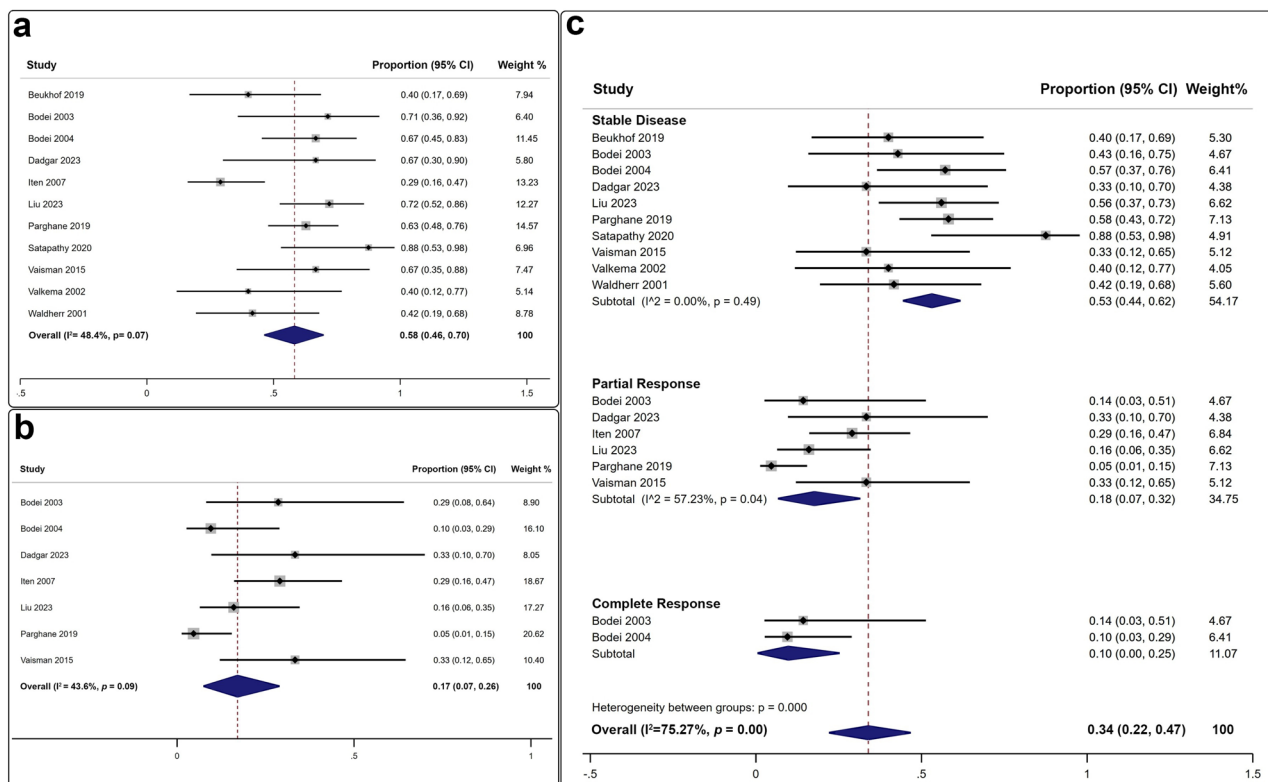 a
Study Proportion (95% CI) Weight %
Beukhof 2019 0.40 (0.17, 0.69) 7.94
Bodei 2003 0.71 (0.36, 0.92) 6.40
Bodei 2004 0.67 (0.45, 0.83) 11.45
Dadgar 2023 0.67 (0.30, 0.90) 5.80
Iten 2007 0.29 (0.16, 0.47) 13.23
Liu 2023 0.72 (0.52, 0.86) 12.27
Parghane 2019 0.63 (0.48, 0.76) 14.57
Satapathy 2020 0.88 (0.53, 0.98) 6.96
Vaisman 2015 0.67 (0.35, 0.88) 7.47
Valkema 2002 0.40 (0.12, 0.77) 5.14
Waldherr 2001 0.42 (0.19, 0.68) 8.78
Overall (I²= 48.4%, p= 0.07) 0.58 (0.46, 0.70) 100
-.5 0 .5 1 1.5
b
Study Proportion (95% CI) Weight %
Bodei 2003 0.29 (0.08, 0.64) 8.90
Bodei 2004 0.10 (0.03, 0.29) 16.10
Dadgar 2023 0.33 (0.10, 0.70) 8.05
Iten 2007 0.29 (0.16, 0.47) 18.67
Liu 2023 0.16 (0.06, 0.35) 17.27
Parghane 2019 0.05 (0.01, 0.15) 20.62
Vaisman 2015 0.33 (0.12, 0.65) 10.40
Overall (I² = 43.6%, p = 0.09) 0.17 (0.07, 0.26) 100
0 .5 1
c
Study Proportion (95% CI) Weight%
Stable Disease
Beukhof 2019 0.40 (0.17, 0.69) 5.30
Bodei 2003 0.43 (0.16, 0.75) 4.67
Bodei 2004 0.57 (0.37, 0.76) 6.41
Dadgar 2023 0.33 (0.10, 0.70) 4.38
Liu 2023 0.56 (0.37, 0.73) 6.62
Parghane 2019 0.58 (0.43, 0.72) 7.13
Satapathy 2020 0.88 (0.53, 0.98) 4.91
Vaisman 2015 0.33 (0.12, 0.65) 5.12
Valkema 2002 0.40 (0.12, 0.77) 4.05
Waldherr 2001 0.42 (0.19, 0.68) 5.60
Subtotal (I^2 = 0.00%, p = 0.49) 0.53 (0.44, 0.62) 54.17
Partial Response
Bodei 2003 0.14 (0.03, 0.51) 4.67
Dadgar 2023 0.33 (0.10, 0.70) 4.38
Iten 2007 0.29 (0.16, 0.47) 6.84
Liu 2023 0.16 (0.06, 0.35) 6.62
Parghane 2019 0.05 (0.01, 0.15) 7.13
Vaisman 2015 0.33 (0.12, 0.65) 5.12
Subtotal (I^2 = 57.23%, p = 0.04) 0.18 (0.07, 0.32) 34.75
Complete Response
Bodei 2003 0.14 (0.03, 0.51) 4.67
Bodei 2004 0.10 (0.03, 0.29) 6.41
Subtotal 0.10 (0.00, 0.25) 11.07
Heterogeneity between groups: p = 0.000
Overall (I²=75.27%, p = 0.00) 0.34 (0.22, 0.47) 100
-.5 0 .5 1 1.5